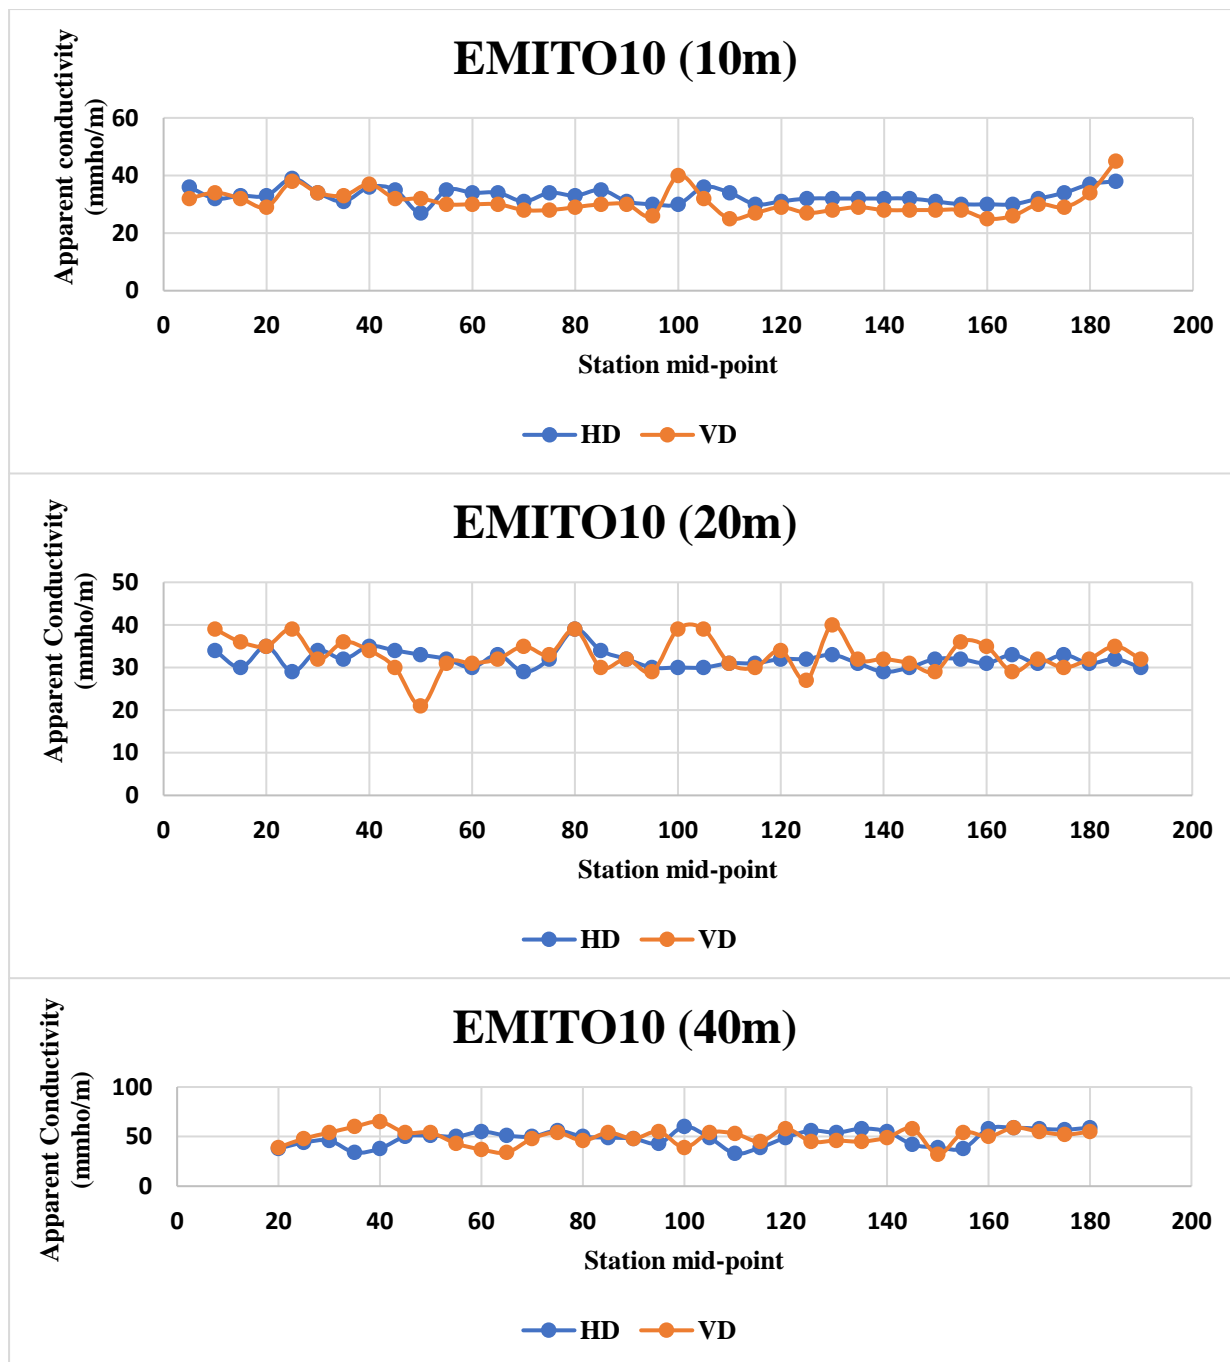 EMITO10 (10m)
Apparent conductivity
(mmho/m)
60
40
20
0
0 20 40 60 80 100 120 140 160 180 200
Station mid-point
HD VD
EMITO10 (20m)
Apparent Conductivity
(mmho/m)
50
40
30
20
10
0
0 20 40 60 80 100 120 140 160 180 200
Station mid-point
HD VD
EMITO10 (40m)
Apparent Conductivity
(mmho/m)
100
50
0
0 20 40 60 80 100 120 140 160 180 200
Station mid-point
HD VD